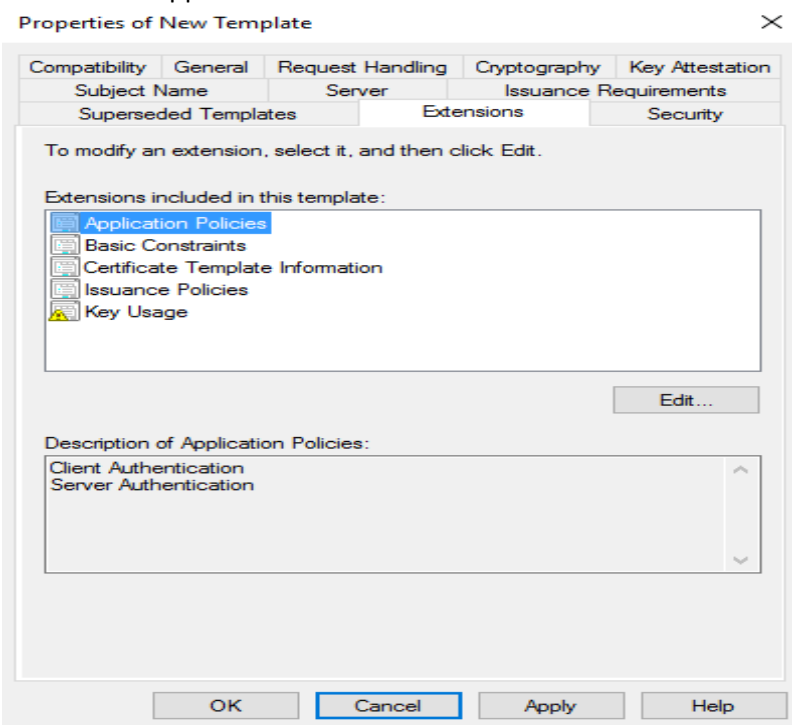 Properties of New Template
Compatibility General Request Handling Cryptography Key Attestation
Subject Name Server Issuance Requirements
Superseded Templates Extensions Security
To modify an extension, select it, and then click Edit.
Extensions included in this template:
Application Policies
Basic Constraints
Certificate Template Information
Issuance Policies
Key Usage
Edit...
Description of Application Policies:
Client Authentication
Server Authentication
OK Cancel Apply Help